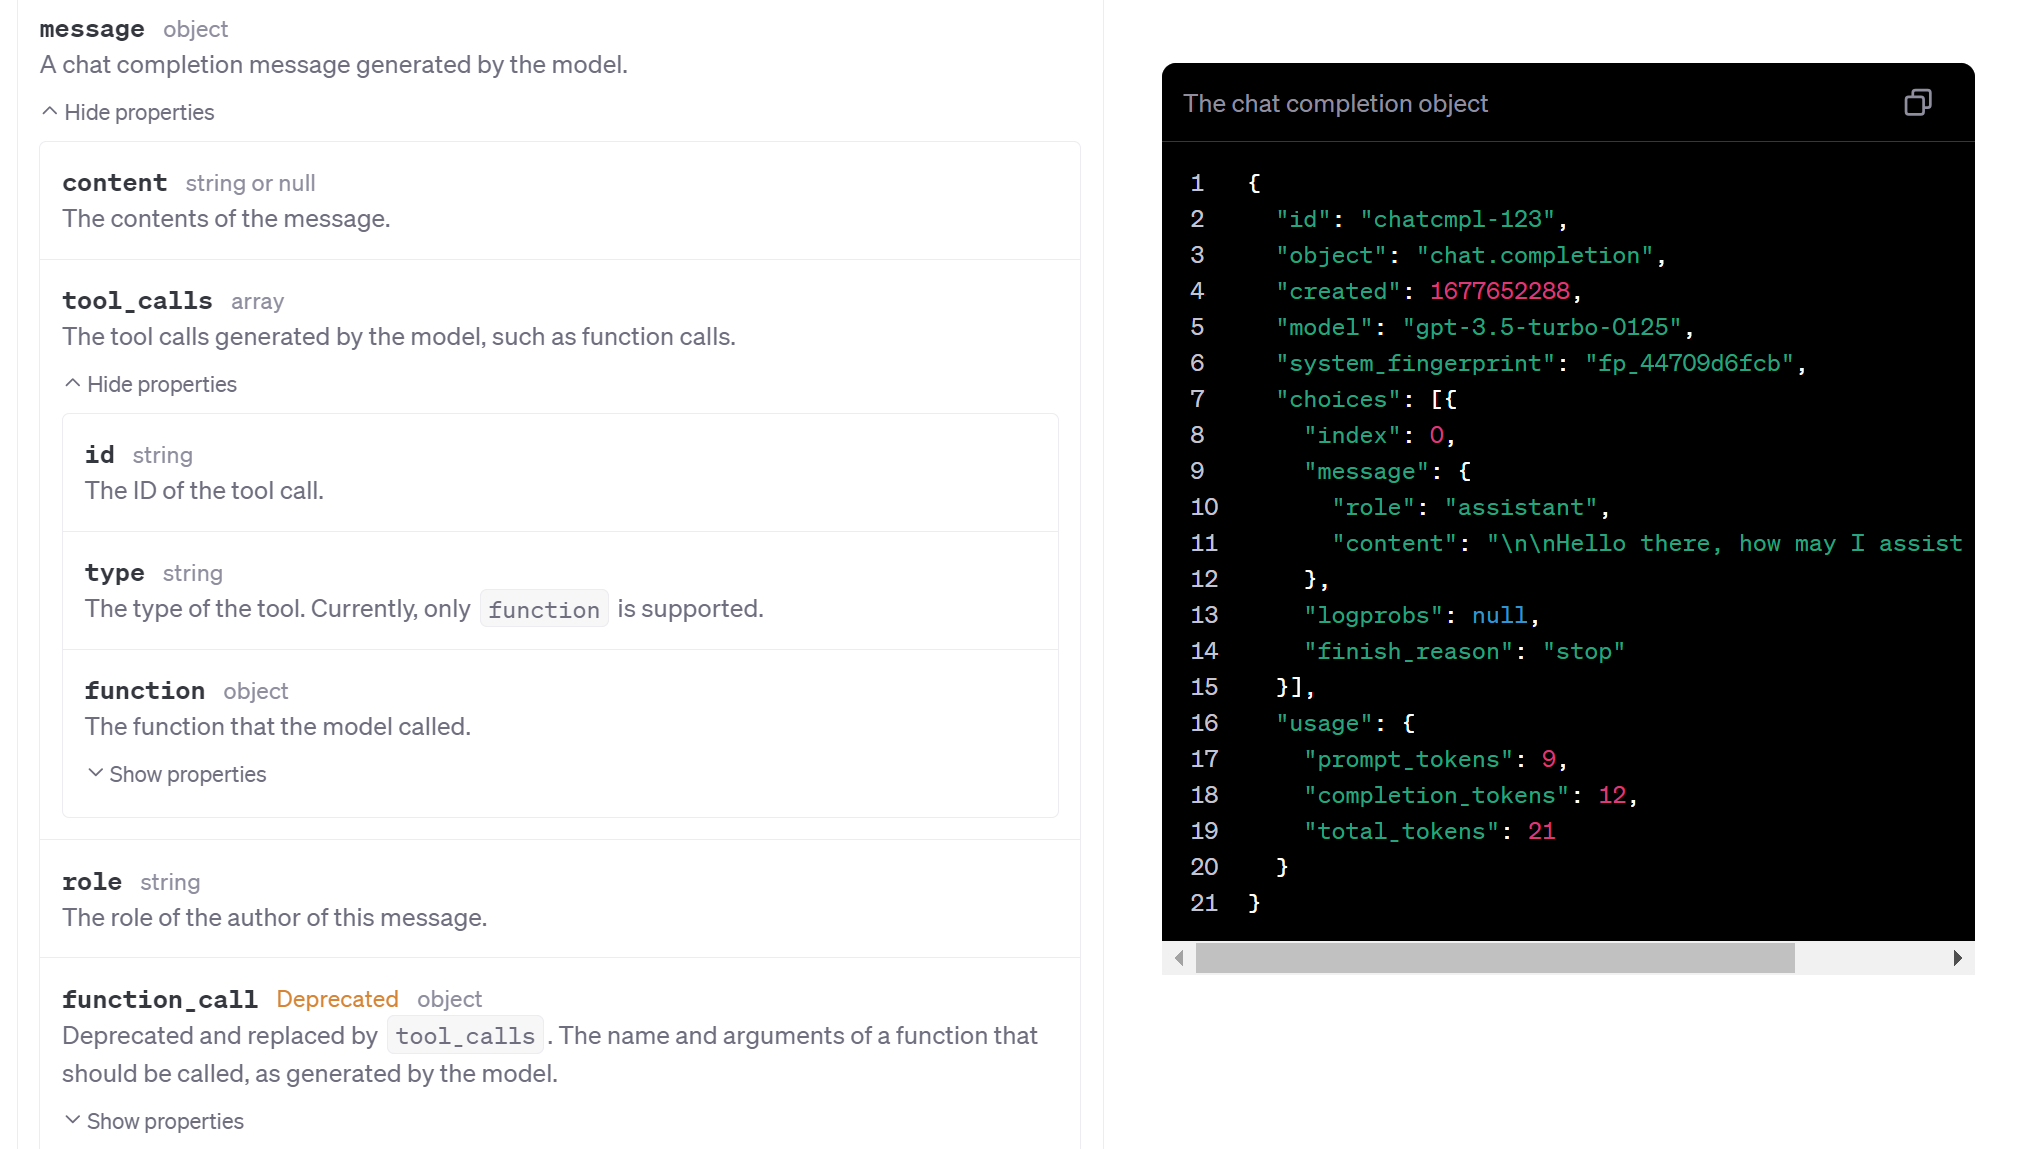 message object
A chat completion message generated by the model.
Hide properties
content string or null
The contents of the message.
tool_calls array
The tool calls generated by the model, such as function calls.
Hide properties
id string
The ID of the tool call.
type string
The type of the tool. Currently, only function is supported.
function object
The function that the model called.
Show properties
role string
The role of the author of this message.
function_call Deprecated object
Deprecated and replaced by tool_calls. The name and arguments of a function that
should be called, as generated by the model.
Show properties
The chat completion object
1 {
2 "id": "chatcmpl-123",
3 "object": "chat.completion",
4 "created": 1677652288,
5 "model": "gpt-3.5-turbo-0125",
6 "system_fingerprint": "fp_44709d6fcb",
7 "choices": [{
8 "index": 0,
9 "message": {
10 "role": "assistant",
11 "content": "\n\nHello there, how may I assist
12 },
13 "logprobs": null,
14 "finish_reason": "stop"
15 }],
16 "usage": {
17 "prompt_tokens": 9,
18 "completion_tokens": 12,
19 "total_tokens": 21
20 }
21 }